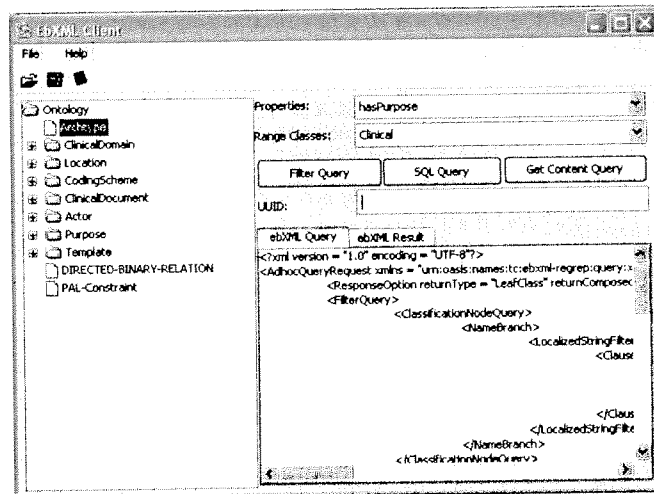 EbXML Client
File Help
Ontology
Archtype
ClinicalDomain
Location
CodingScheme
ClinicalDocument
Actor
Purpose
Template
DIRECTED-BINARY-RELATION
PAL-Constraint
Properties: hasPurpose
Range Classes: Clinical
Filter Query SQL Query Get Content Query
UUID:
ebXML Query ebXML Result
<?xml version = "1.0" encoding = "UTF-8"?>
<AdhocQueryRequest xmlns = "urn:oasis:names:tc:ebxml-regrep:query:x
<ResponseOption returnType = "LeafClass" returnComposec
<FilterQuery>
<ClassificationNodeQuery>
<NameBranch>
<LocalizedStringFilter
<Clause
</Claus
</LocalizedStringFilte
</NameBranch>
</ClassificationNodeQuery>